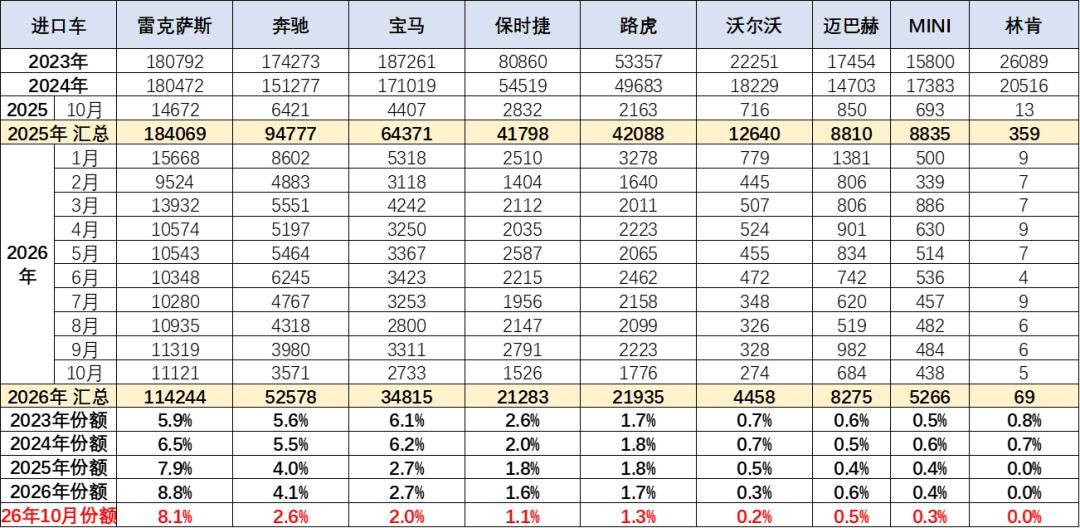 进口车 雷克萨斯 奔驰 宝马 保时捷 路虎 沃尔沃 迈巴赫 MINI 林肯
2023年 180792 174273 187261 80860 53357 22251 17454 15800 26089
2024年 180472 151277 171019 54519 49683 18229 14703 17383 20516
2025 10月 14672 6421 4407 2832 2163 716 850 693 13
2025年 汇总 184069 94777 64371 41798 42088 12640 8810 8835 359
2026年 1月 15668 8602 5318 2510 3278 779 1381 500 9
2月 9524 4883 3118 1404 1640 445 806 339 7
3月 13932 5551 4242 2112 2011 507 806 886 7
4月 10574 5197 3250 2035 2223 524 901 630 9
5月 10543 5464 3367 2587 2065 455 834 514 7
6月 10348 6245 3423 2215 2462 472 742 536 4
7月 10280 4767 3253 1956 2158 348 620 457 9
8月 10935 4318 2800 2147 2099 326 519 482 6
9月 11319 3980 3311 2791 2223 328 982 484 6
10月 11121 3571 2733 1526 1776 274 684 438 5
2026年 汇总 114244 52578 34815 21283 21935 4458 8275 5266 69
2023年份额 5.9% 5.6% 6.1% 2.6% 1.7% 0.7% 0.6% 0.5% 0.8%
2024年份额 6.5% 5.5% 6.2% 2.0% 1.8% 0.7% 0.5% 0.6% 0.7%
2025年份额 7.9% 4.0% 2.7% 1.8% 1.8% 0.5% 0.4% 0.4% 0.0%
2026年份额 8.8% 4.1% 2.7% 1.6% 1.7% 0.3% 0.6% 0.4% 0.0%
26年10月份额 8.1% 2.6% 2.0% 1.1% 1.3% 0.2% 0.5% 0.3% 0.0%